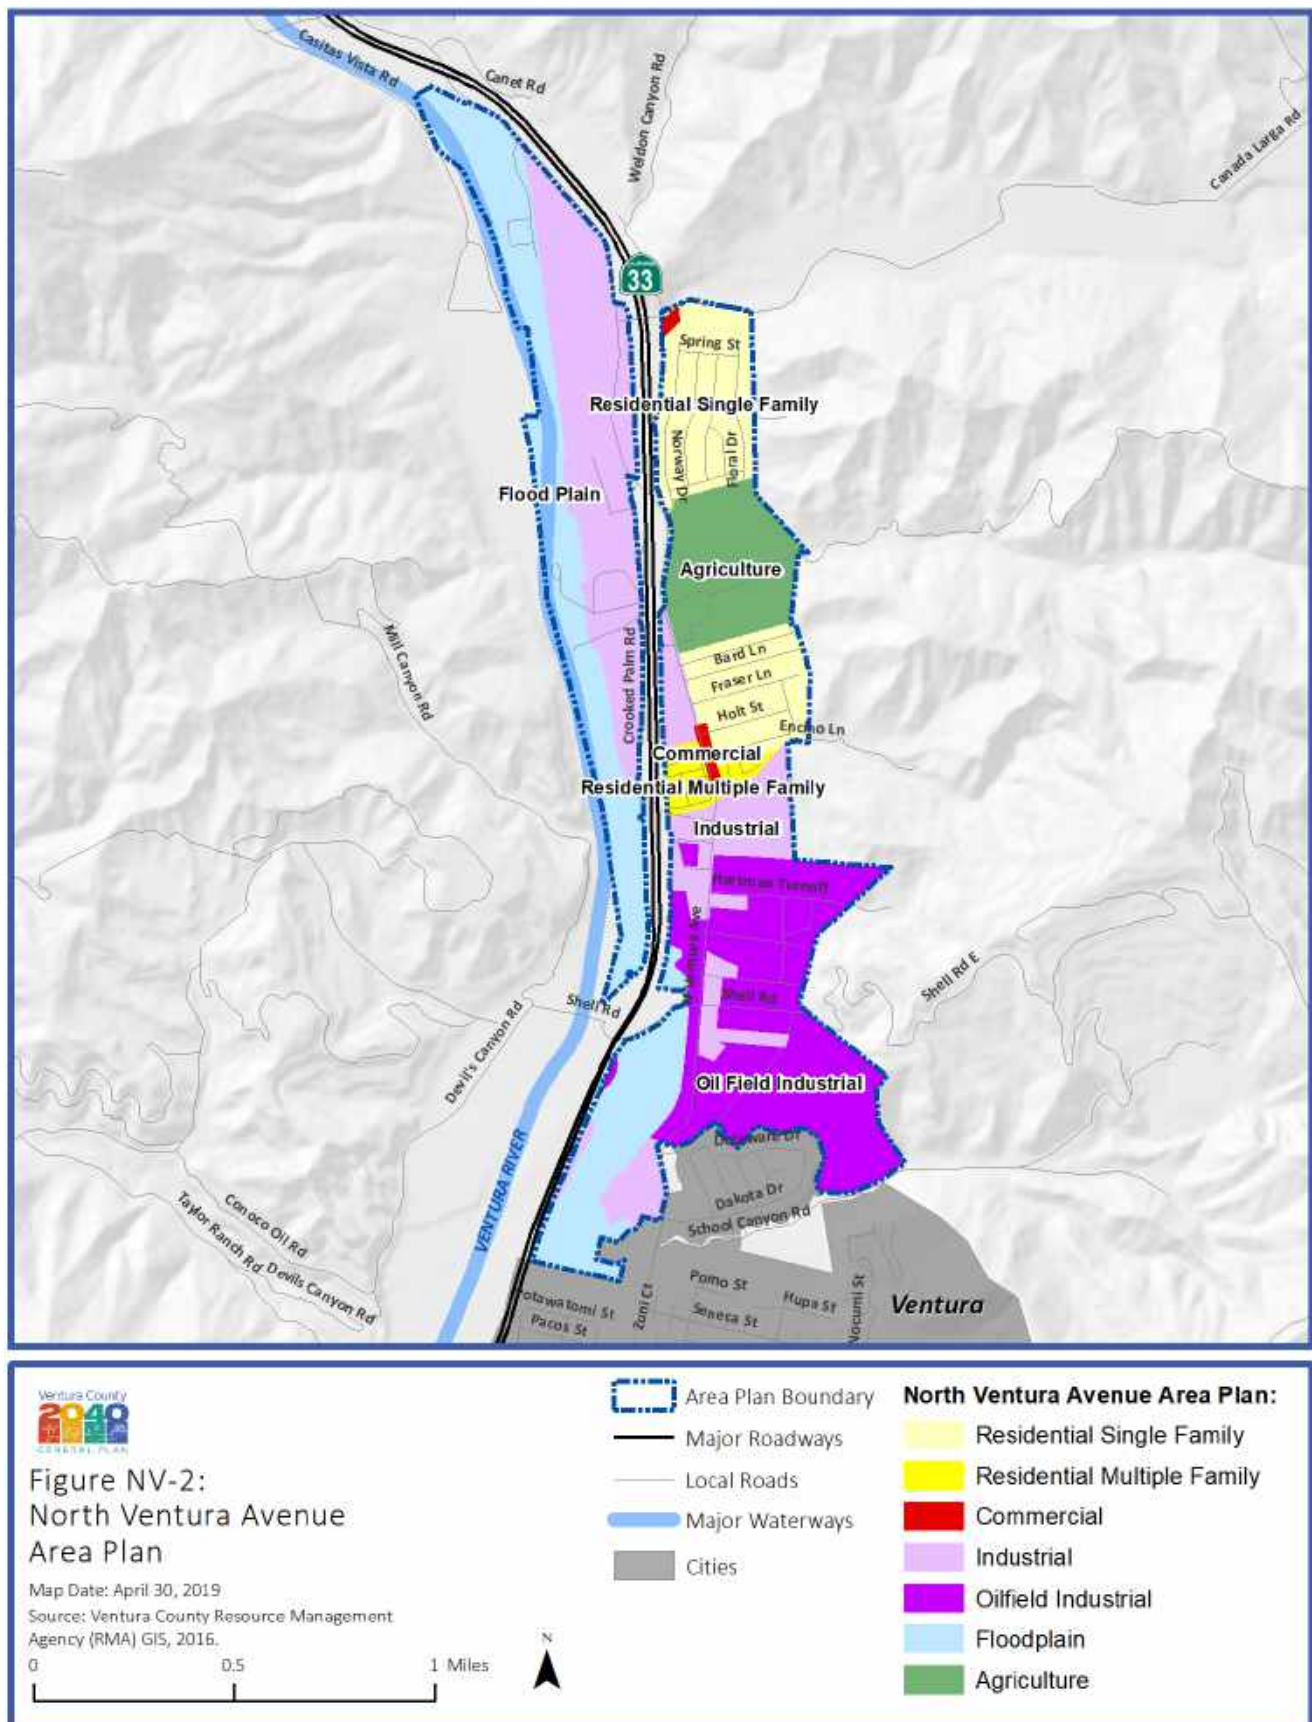 Casitas Vista Rd
Canet Rd
Weldon Canyon Rd
Canada Larga Rd
33
Spring St
Residential Single Family
Norway Dr
Floral Dr
Flood Plain
Agriculture
Mill Canyon Rd
Crooked Palm Rd
Bard Ln
Fraser Ln
Holt St
Encino Ln
Commercial
Residential Multiple Family
Industrial
Hartman Turnoff
Ventura Ave
Shell Rd E
Shell Rd
Shell Rd
Devil's Canyon Rd
Oil Field Industrial
Delaware Dr
VENTURA RIVER
Dakota Dr
School Canyon Rd
Conoco Oil Rd
Taylor Ranch Rd
Devils Canyon Rd
Pomo St
Hupa St
Nocumi St
Ventura
Zoni Ct
Seneca St
Pacos St
Ventura County
2040
GENERAL PLAN
Figure NV-2:
North Ventura Avenue
Area Plan
Map Date: April 30, 2019
Source: Ventura County Resource Management
Agency (RMA) GIS, 2016.
0 0.5 1 Miles
N
Area Plan Boundary
Major Roadways
Local Roads
Major Waterways
Cities
North Ventura Avenue Area Plan:
Residential Single Family
Residential Multiple Family
Commercial
Industrial
Oilfield Industrial
Floodplain
Agriculture